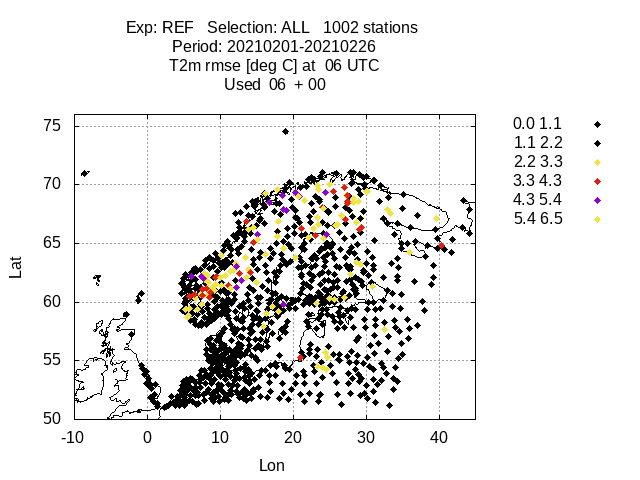 Exp: REF Selection: ALL 1002 stations
Period: 20210201-20210226
T2m rmse [deg C] at 06 UTC
Used 06 + 00
75
70
65
60
55
50
-10 0 10 20 30 40
Lat
Lon
0.0 1.1
1.1 2.2
2.2 3.3
3.3 4.3
4.3 5.4
5.4 6.5